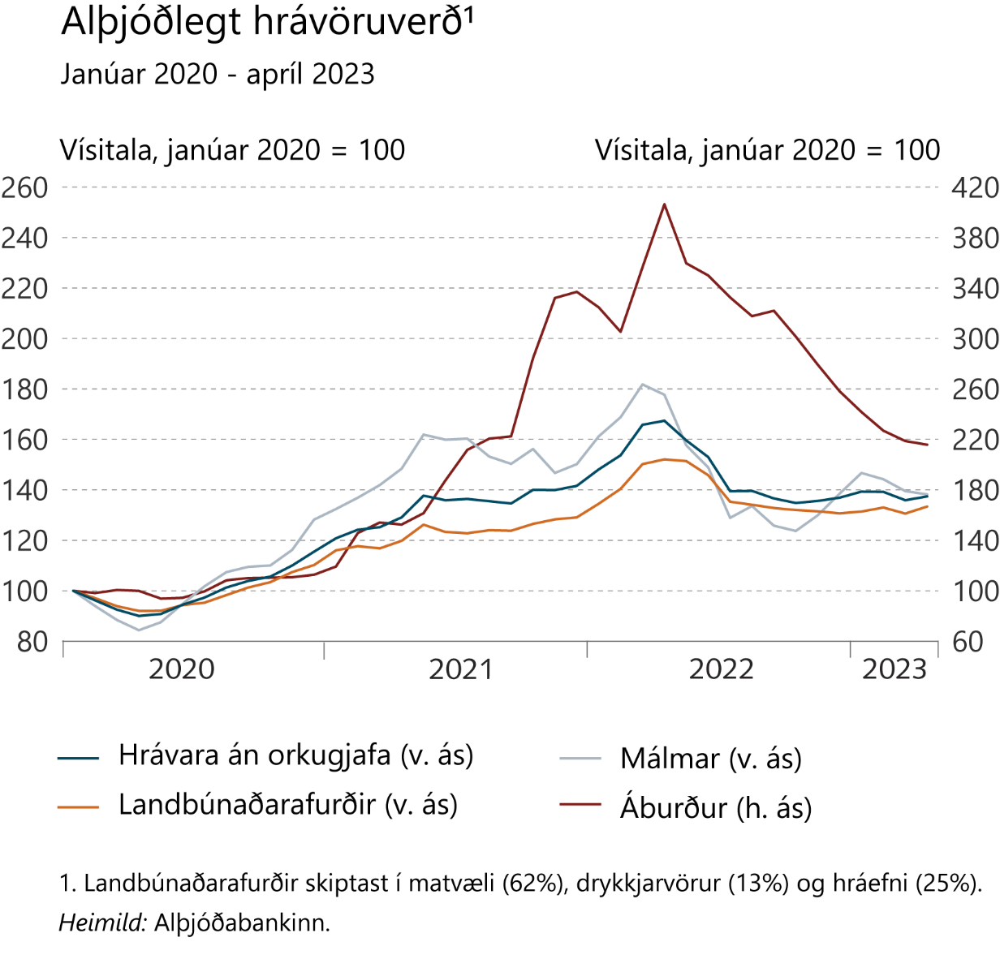 Alþjóðlegt hrávöruverð¹
Janúar 2020 - apríl 2023
Vísitala, janúar 2020 = 100
Vísitala, janúar 2020 = 100
260 420
240 380
220 340
200 300
180 260
160 220
140 180
120 140
100 100
80 60
2020 2021 2022 2023
Hrávara án orkugjafa (v. ás)
Málmar (v. ás)
Landbúnaðarafurðir (v. ás)
Áburður (h. ás)
1. Landbúnaðarafurðir skiptast í matvæli (62%), drykkjarvörur (13%) og hráefni (25%).
Heimild: Alþjóðabankinn.